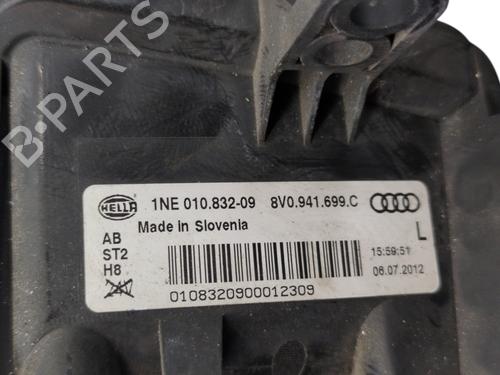 B-PARTS
HELLA
1NE 010.832-09 8V0.941.699.C
Made in Slovenia
AB
ST2
H8
L
15:59:51
06.07.2012
0108320900012309